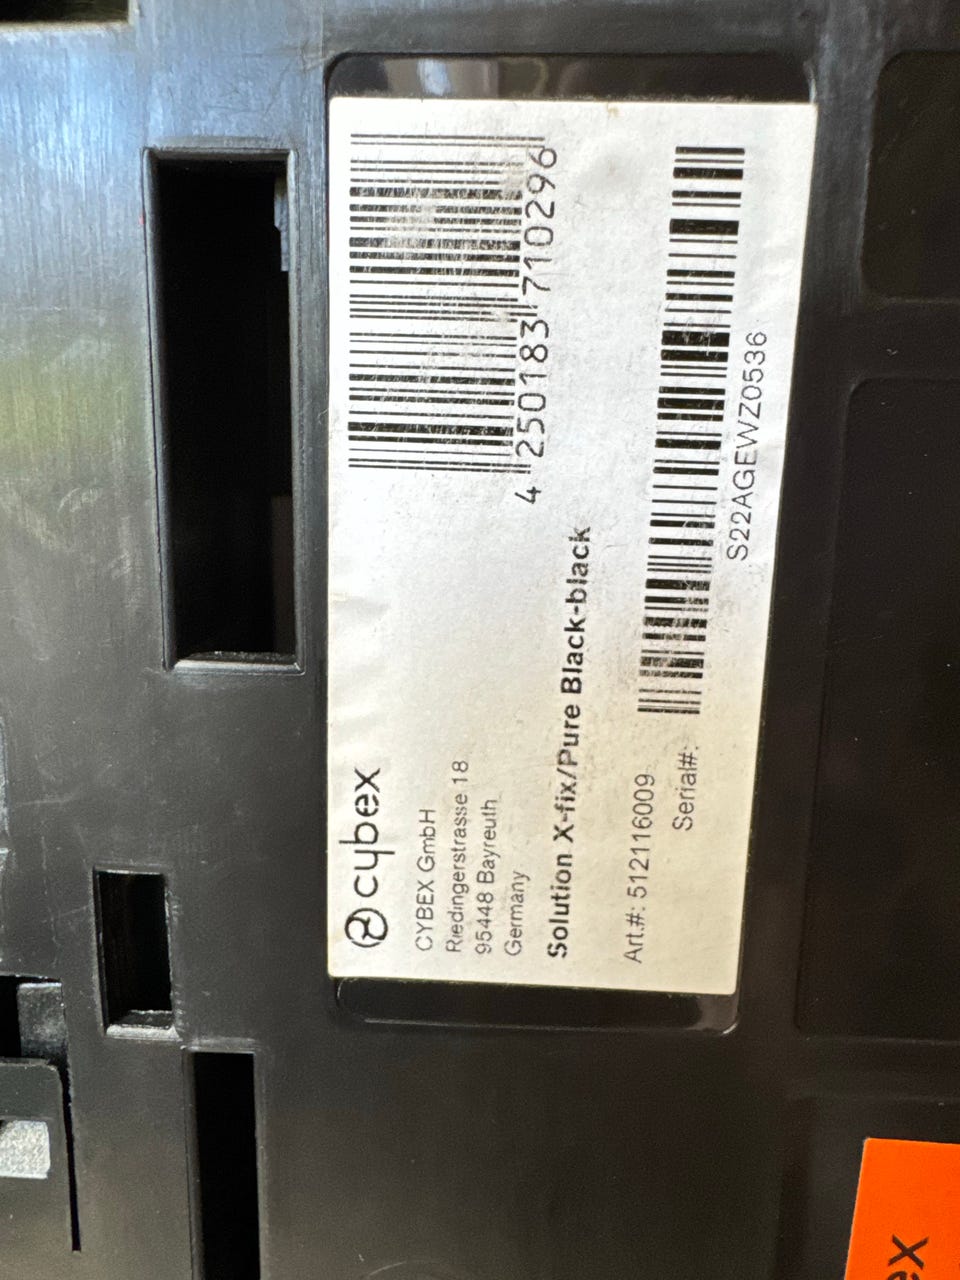 cybex
CYBEX GmbH
Riedingerstrasse 18
95448 Bayreuth
Germany
4 250183 710296
Solution X-fix/Pure Black-black
Art.#: 512116009
Serial#:
S22AGEWZ0536
ex